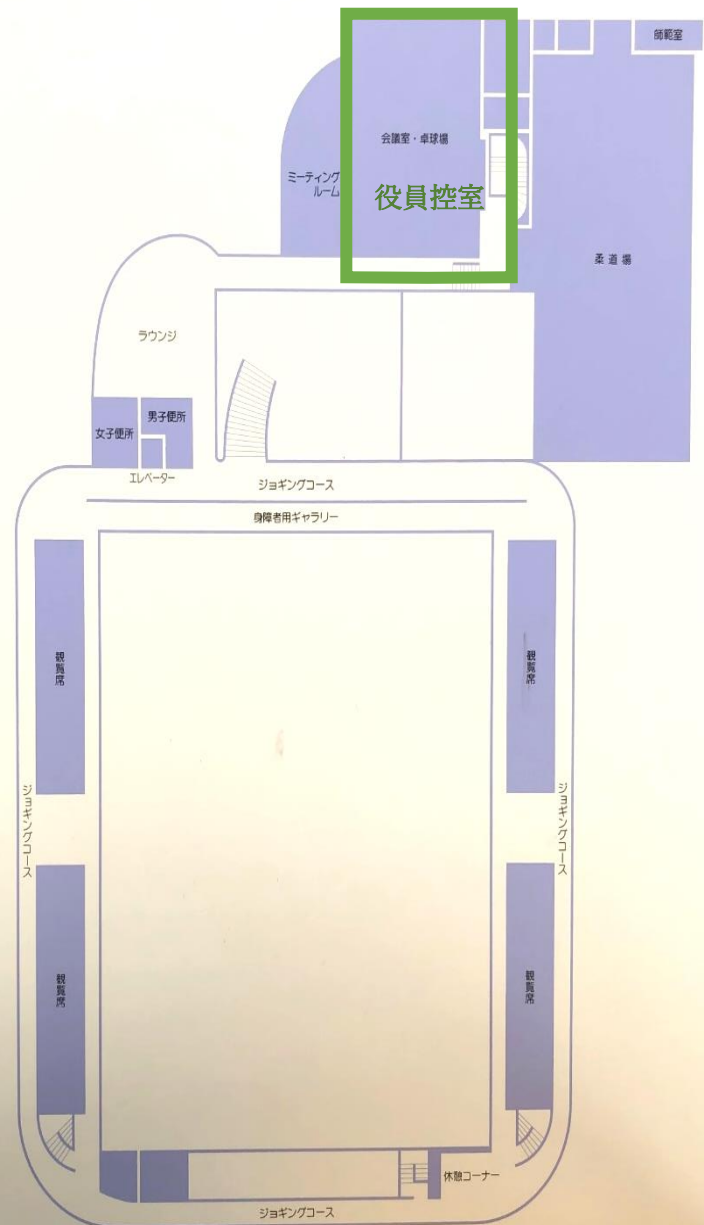 師範室
会議室・卓球場
ミーティング
ルーム
役員控室
柔道場
ラウンジ
男子便所
女子便所
エレベーター
ジョギングコース
身障者用ギャラリー
観覧席
観覧席
ジョギングコース
ジョギングコース
観覧席
観覧席
休憩コーナー
ジョギングコース